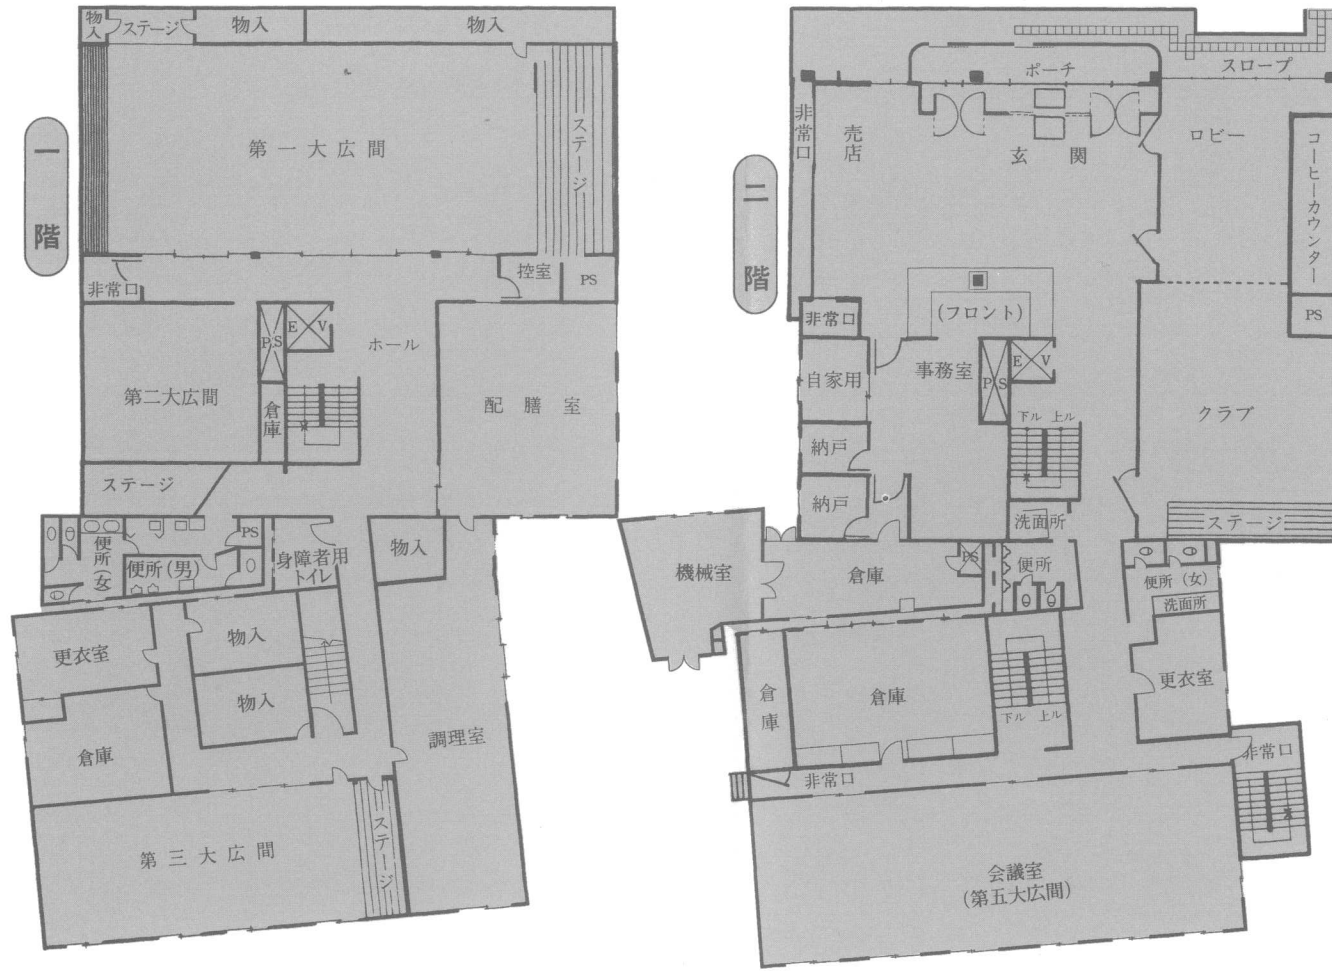 一階
物入
ステージ
物入
物入
第一大広間
ステージ
非常口
控室
PS
PS
EV
ホール
第二大広間
倉庫
配膳室
ステージ
便所(女)
便所(男)
PS
身障者用
トイレ
物入
更衣室
物入
物入
倉庫
調理室
第三大広間
ステージ
二階
ポーチ
スロープ
非常口
売店
玄関
ロビー
コーヒーカウンター
(フロント)
非常口
PS
自家用
事務室
PS
EV
クラブ
下ル 上ル
納戸
納戸
洗面所
ステージ
機械室
倉庫
PS
便所
便所(女)
洗面所
倉庫
倉庫
更衣室
下ル 上ル
非常口
非常口
会議室
(第五大広間)